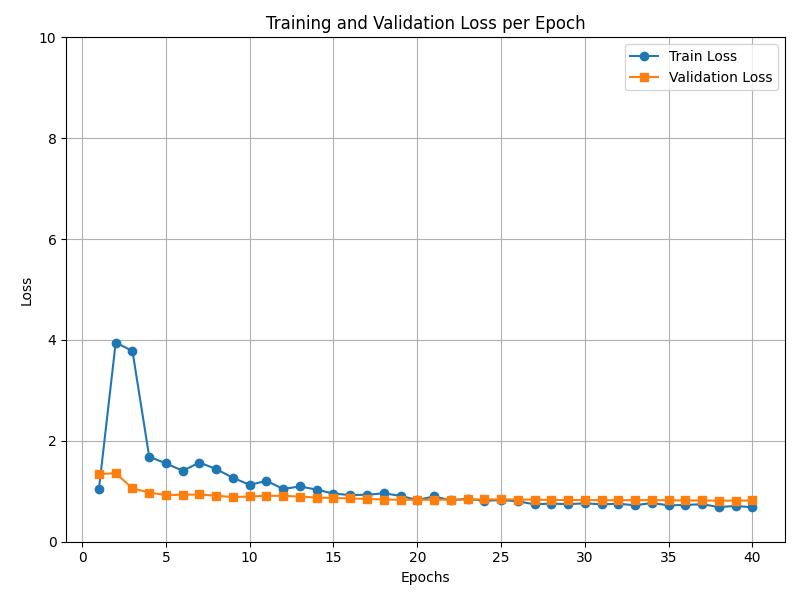 Training and Validation Loss per Epoch
10
8
6
4
2
0
Loss
Train Loss
Validation Loss
0 5 10 15 20 25 30 35 40
Epochs